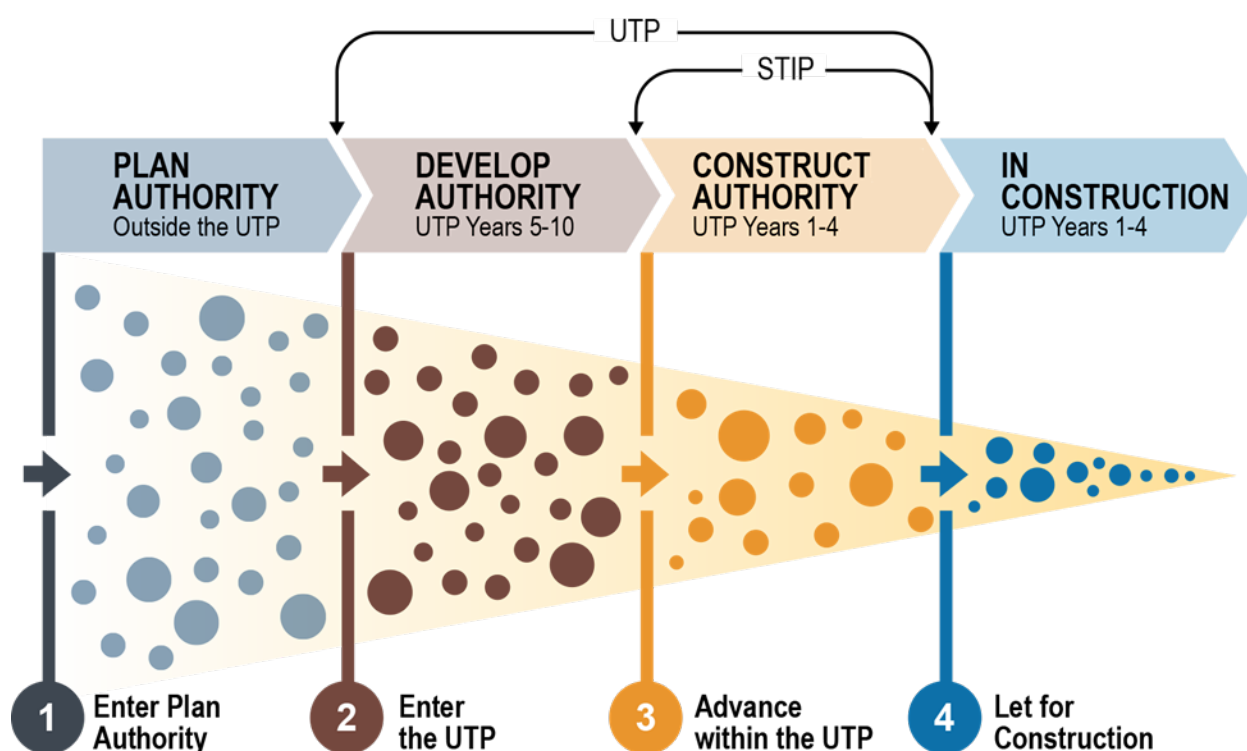 UTP
STIP
PLAN
AUTHORITY
Outside the UTP
DEVELOP
AUTHORITY
UTP Years 5-10
CONSTRUCT
AUTHORITY
UTP Years 1-4
IN
CONSTRUCTION
UTP Years 1-4
1
Enter Plan
Authority
2
Enter
the UTP
3
Advance
within the UTP
4
Let for
Construction